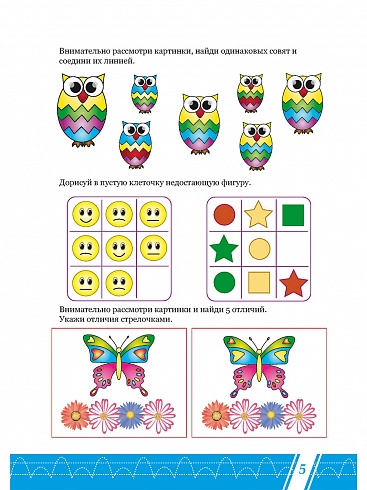 Внимательно рассмотри картинки, найди одинаковых совят и
соедини их линией.
Дорисуй в пустую клеточку недостающую фигуру.
Внимательно рассмотри картинки и найди 5 отличий.
Укажи отличия стрелочками.
5